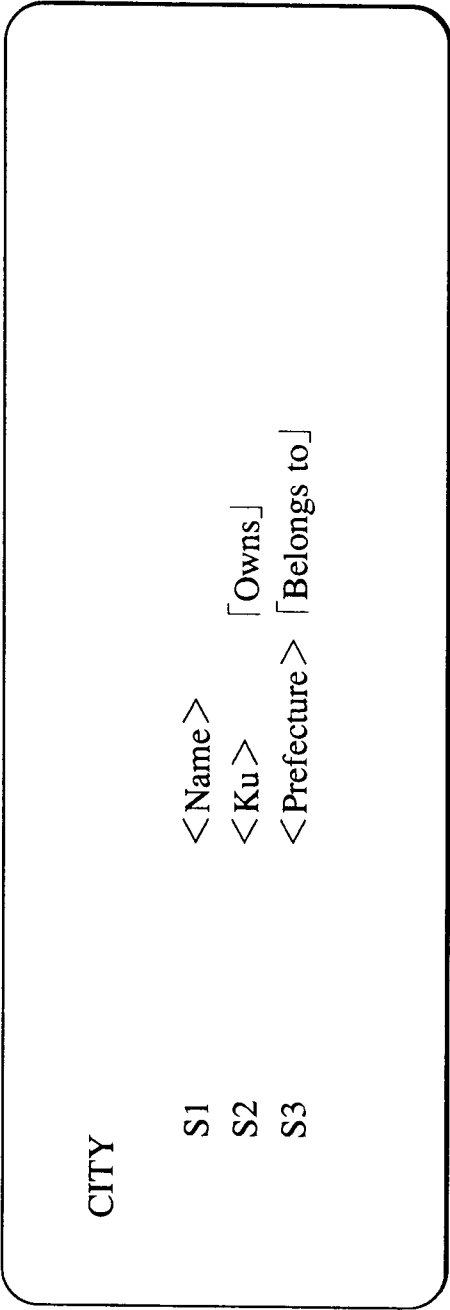 CITY
S1 <Name>
S2 <Ku> 「Owns」
S3 <Prefecture> 「Belongs to」